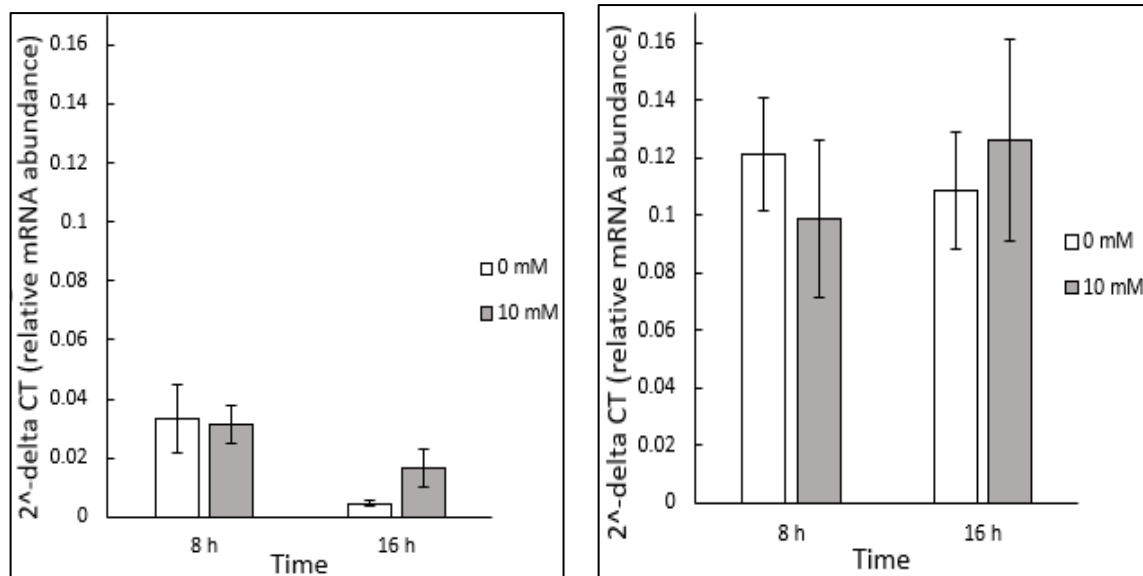 2^-delta CT (relative mRNA abundance)
0.16
0.14
0.12
0.1
0.08
0.06
0.04
0.02
0
8 h
16 h
Time
0 mM
10 mM
2^-delta CT (relative mRNA abundance)
0.16
0.14
0.12
0.1
0.08
0.06
0.04
0.02
0
8 h
16 h
Time
0 mM
10 mM